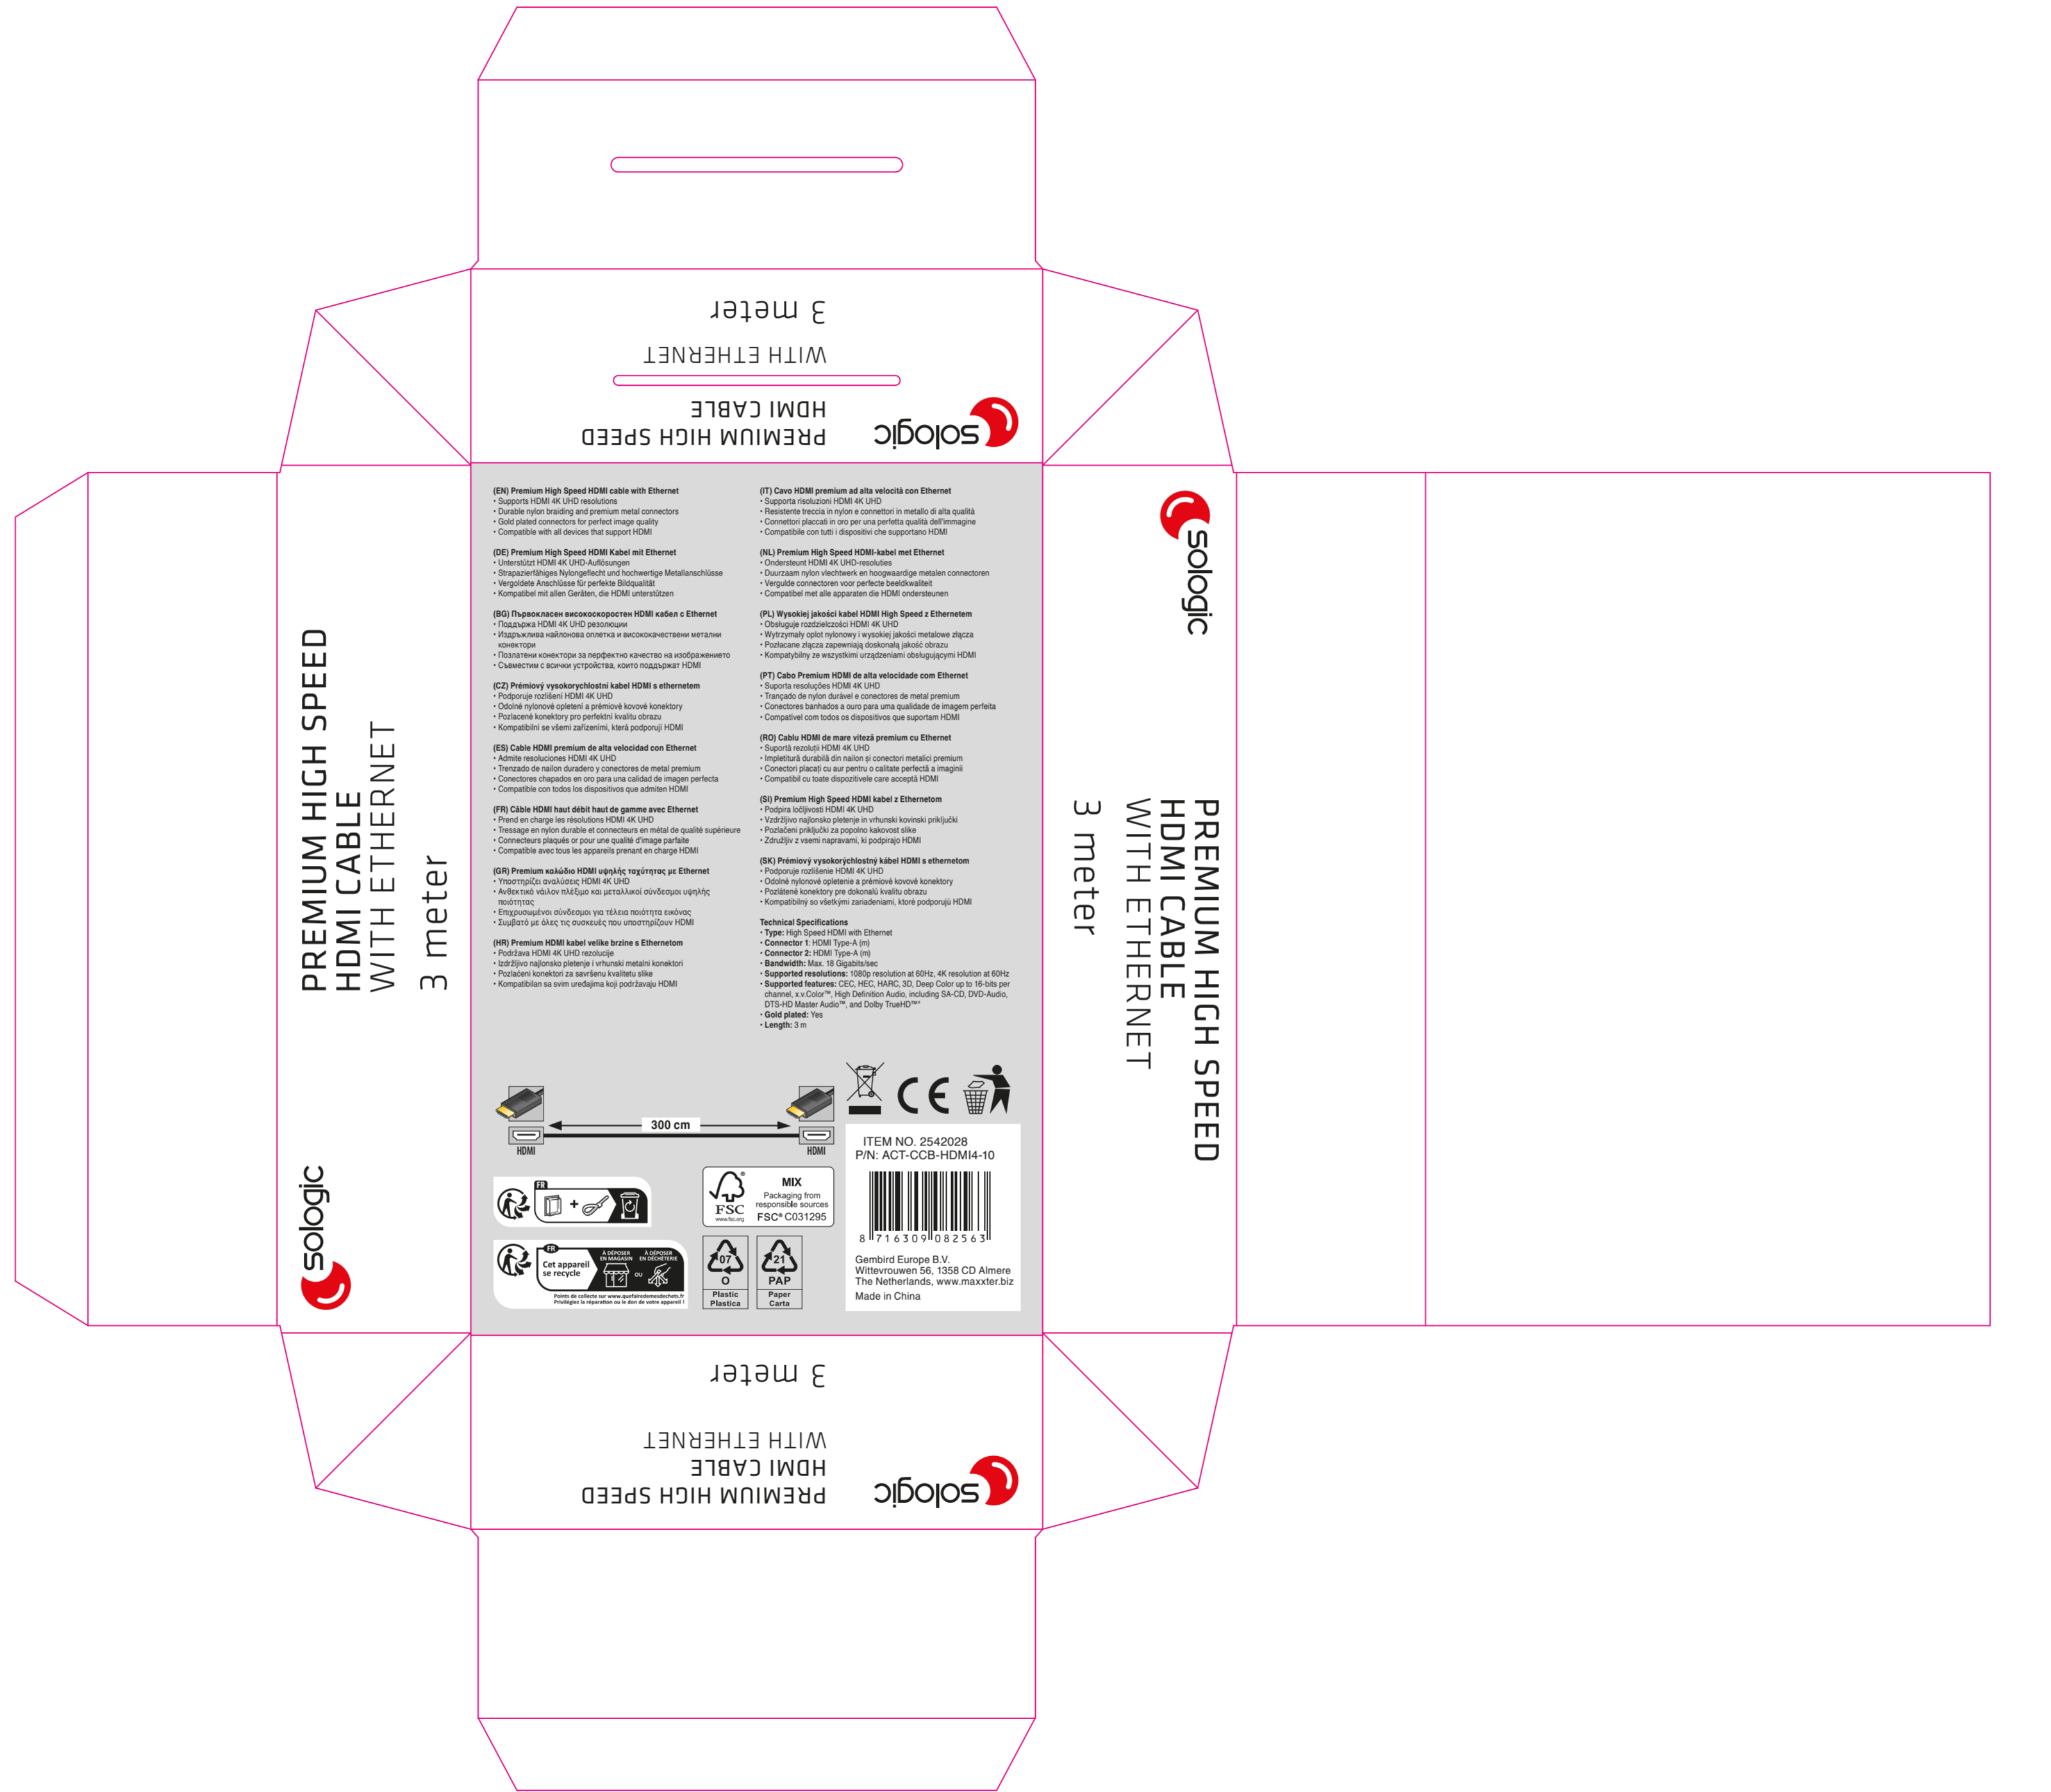 3 meter
WITH ETHERNET
HDMI CABLE
PREMIUM HIGH SPEED
sologic
PREMIUM HIGH SPEED
HDMI CABLE
WITH ETHERNET
3 meter
sologic
(EN) Premium High Speed HDMI cable with Ethernet
• Supports HDMI 4K UHD resolutions
• Durable nylon braiding and premium metal connectors
• Gold plated connectors for perfect image quality
• Compatible with all devices that support HDMI
(DE) Premium High Speed HDMI Kabel mit Ethernet
• Unterstützt HDMI 4K UHD-Auflösungen
• Strapazierfähiges Nylongeflecht und hochwertige Metallanschlüsse
• Vergoldete Anschlüsse für perfekte Bildqualität
• Kompatibel mit allen Geräten, die HDMI unterstützen
(BG) Първокласен високоскоростен HDMI кабел с Ethernet
• Поддържа HDMI 4K UHD резолюции
• Издръжлива найлонова оплетка и висококачествени метални
конектори
• Позлатени конектори за перфектно качество на изображението
• Съвместим с всички устройства, които поддържат HDMI
(CZ) Prémiový vysokorychlostní kabel HDMI s ethernetem
• Podporuje rozlišení HDMI 4K UHD
• Odolné nylonové opletení a prémiové kovové konektory
• Pozlacené konektory pro perfektní kvalitu obrazu
• Kompatibilní se všemi zařízeními, která podporují HDMI
(ES) Cable HDMI premium de alta velocidad con Ethernet
• Admite resoluciones HDMI 4K UHD
• Trenzado de nailon duradero y conectores de metal premium
• Conectores chapados en oro para una calidad de imagen perfecta
• Compatible con todos los dispositivos que admiten HDMI
(FR) Câble HDMI haut débit haut de gamme avec Ethernet
• Prend en charge les résolutions HDMI 4K UHD
• Tressage en nylon durable et connecteurs en métal de qualité supérieure
• Connecteurs plaqués or pour une qualité d'image parfaite
• Compatible avec tous les appareils prenant en charge HDMI
(GR) Premium καλώδιο HDMI υψηλής ταχύτητας με Ethernet
• Υποστηρίζει αναλύσεις HDMI 4K UHD
• Ανθεκτικό νάιλον πλέξιμο και μεταλλικοί σύνδεσμοι υψηλής
ποιότητας
• Επιχρυσωμένοι σύνδεσμοι για τέλεια ποιότητα εικόνας
• Συμβατό με όλες τις συσκευές που υποστηρίζουν HDMI
(HR) Premium HDMI kabel velike brzine s Ethernetom
• Podržava HDMI 4K UHD rezolucije
• Izdržljivo najlonsko pletenje i vrhunski metalni konektori
• Pozlaćeni konektori za savršenu kvalitetu slike
• Kompatibilan sa svim uređajima koji podržavaju HDMI
(IT) Cavo HDMI premium ad alta velocità con Ethernet
• Supporta risoluzioni HDMI 4K UHD
• Resistente treccia in nylon e connettori in metallo di alta qualità
• Connettori placcati in oro per una perfetta qualità dell'immagine
• Compatibile con tutti i dispositivi che supportano HDMI
(NL) Premium High Speed HDMI-kabel met Ethernet
• Ondersteunt HDMI 4K UHD-resoluties
• Duurzaam nylon vlechtwerk en hoogwaardige metalen connectoren
• Vergulde connectoren voor perfecte beeldkwaliteit
• Compatibel met alle apparaten die HDMI ondersteunen
(PL) Wysokiej jakości kabel HDMI High Speed z Ethernetem
• Obsługuje rozdzielczości HDMI 4K UHD
• Wytrzymały oplot nylonowy i wysokiej jakości metalowe złącza
• Pozłacane złącza zapewniają doskonałą jakość obrazu
• Kompatybilny ze wszystkimi urządzeniami obsługującymi HDMI
(PT) Cabo Premium HDMI de alta velocidade com Ethernet
• Suporta resoluções HDMI 4K UHD
• Trançado de nylon durável e conectores de metal premium
• Conectores banhados a ouro para uma qualidade de imagem perfeita
• Compatível com todos os dispositivos que suportam HDMI
(RO) Cablu HDMI de mare viteză premium cu Ethernet
• Suportă rezoluții HDMI 4K UHD
• Impletitură durabilă din nailon și conectori metalici premium
• Conectori placați cu aur pentru o calitate perfectă a imaginii
• Compatibil cu toate dispozitivele care acceptă HDMI
(SI) Premium High Speed HDMI kabel z Ethernetom
• Podpira ločljivosti HDMI 4K UHD
• Vzdržljivo najlonsko pletenje in vrhunski kovinski priključki
• Pozlačeni priključki za popolno kakovost slike
• Združljiv z vsemi napravami, ki podpirajo HDMI
(SK) Prémiový vysokorýchlostný kábel HDMI s ethernetom
• Podporuje rozlíšenie HDMI 4K UHD
• Odolné nylonové opletenie a prémiové kovové konektory
• Pozlátené konektory pre dokonalú kvalitu obrazu
• Kompatibilný so všetkými zariadeniami, ktoré podporujú HDMI
Technical Specifications
• Type: High Speed HDMI with Ethernet
• Connector 1: HDMI Type-A (m)
• Connector 2: HDMI Type-A (m)
• Bandwidth: Max. 18 Gigabits/sec
• Supported resolutions: 1080p resolution at 60Hz, 4K resolution at 60Hz
• Supported features: CEC, HEC, HARC, 3D, Deep Color up to 16-bits per
channel, x.v.Color™, High Definition Audio, including SA-CD, DVD-Audio,
DTS-HD Master Audio™, and Dolby TrueHD™"
• Gold plated: Yes
• Length: 3 m
300 cm
HDMI
HDMI
CE
FR
+
FR
Cet appareil
se recycle
À DÉPOSER
EN MAGASIN
OU
À DÉPOSER
EN DÉCHÈTERIE
Points de collecte sur www.quefairedemesdechets.fr
Privilégiez la réparation ou le don de votre appareil !
FSC®
www.fsc.org
MIX
Packaging from
responsible sources
FSC® C031295
07
O
Plastic
Plastica
21
PAP
Paper
Carta
ITEM NO. 2542028
P/N: ACT-CCB-HDMI4-10
8 716309 082563
Gembird Europe B.V.
Wittevrouwen 56, 1358 CD Almere
The Netherlands, www.maxxter.biz
Made in China
sologic
PREMIUM HIGH SPEED
HDMI CABLE
WITH ETHERNET
3 meter
3 meter
WITH ETHERNET
HDMI CABLE
PREMIUM HIGH SPEED
sologic